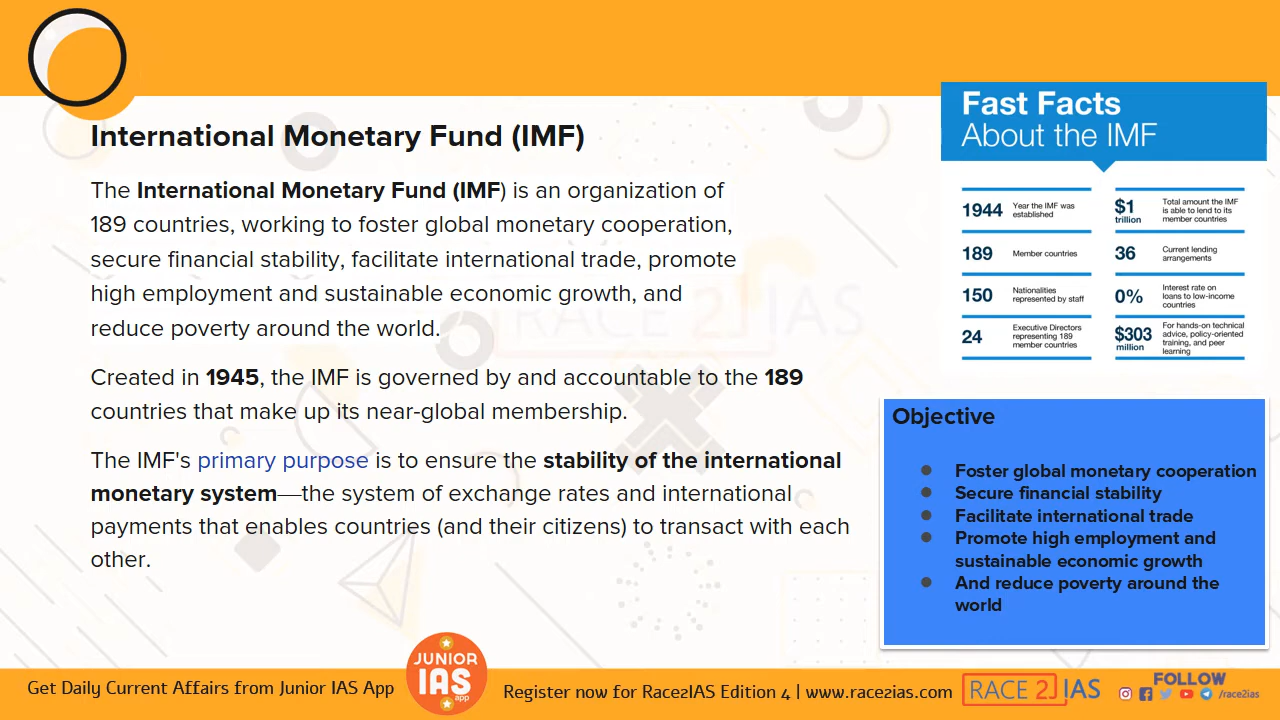 International Monetary Fund (IMF)
The International Monetary Fund (IMF) is an organization of
189 countries, working to foster global monetary cooperation,
secure financial stability, facilitate international trade, promote
high employment and sustainable economic growth, and
reduce poverty around the world.
Created in 1945, the IMF is governed by and accountable to the 189
countries that make up its near-global membership.
The IMF's primary purpose is to ensure the stability of the international
monetary system—the system of exchange rates and international
payments that enables countries (and their citizens) to transact with each
other.
RACE 2 IAS
Fast Facts
About the IMF
1944 Year the IMF was
established
189 Member countries
150 Nationalities
represented by staff
24 Executive Directors
representing 189
member countries
$1
trillion
Total amount the IMF
is able to lend to its
member countries
36 Current lending
arrangements
0% Interest rate on
loans to low-income
countries
$303
million
For hands-on technical
advice, policy-oriented
training, and peer
learning
Objective
● Foster global monetary cooperation
● Secure financial stability
● Facilitate international trade
● Promote high employment and
sustainable economic growth
● And reduce poverty around the
world
Get Daily Current Affairs from Junior IAS App
JUNIOR
IAS
app
Register now for Race2IAS Edition 4 | www.race2ias.com
RACE 2 IAS
FOLLOW
/race2ias